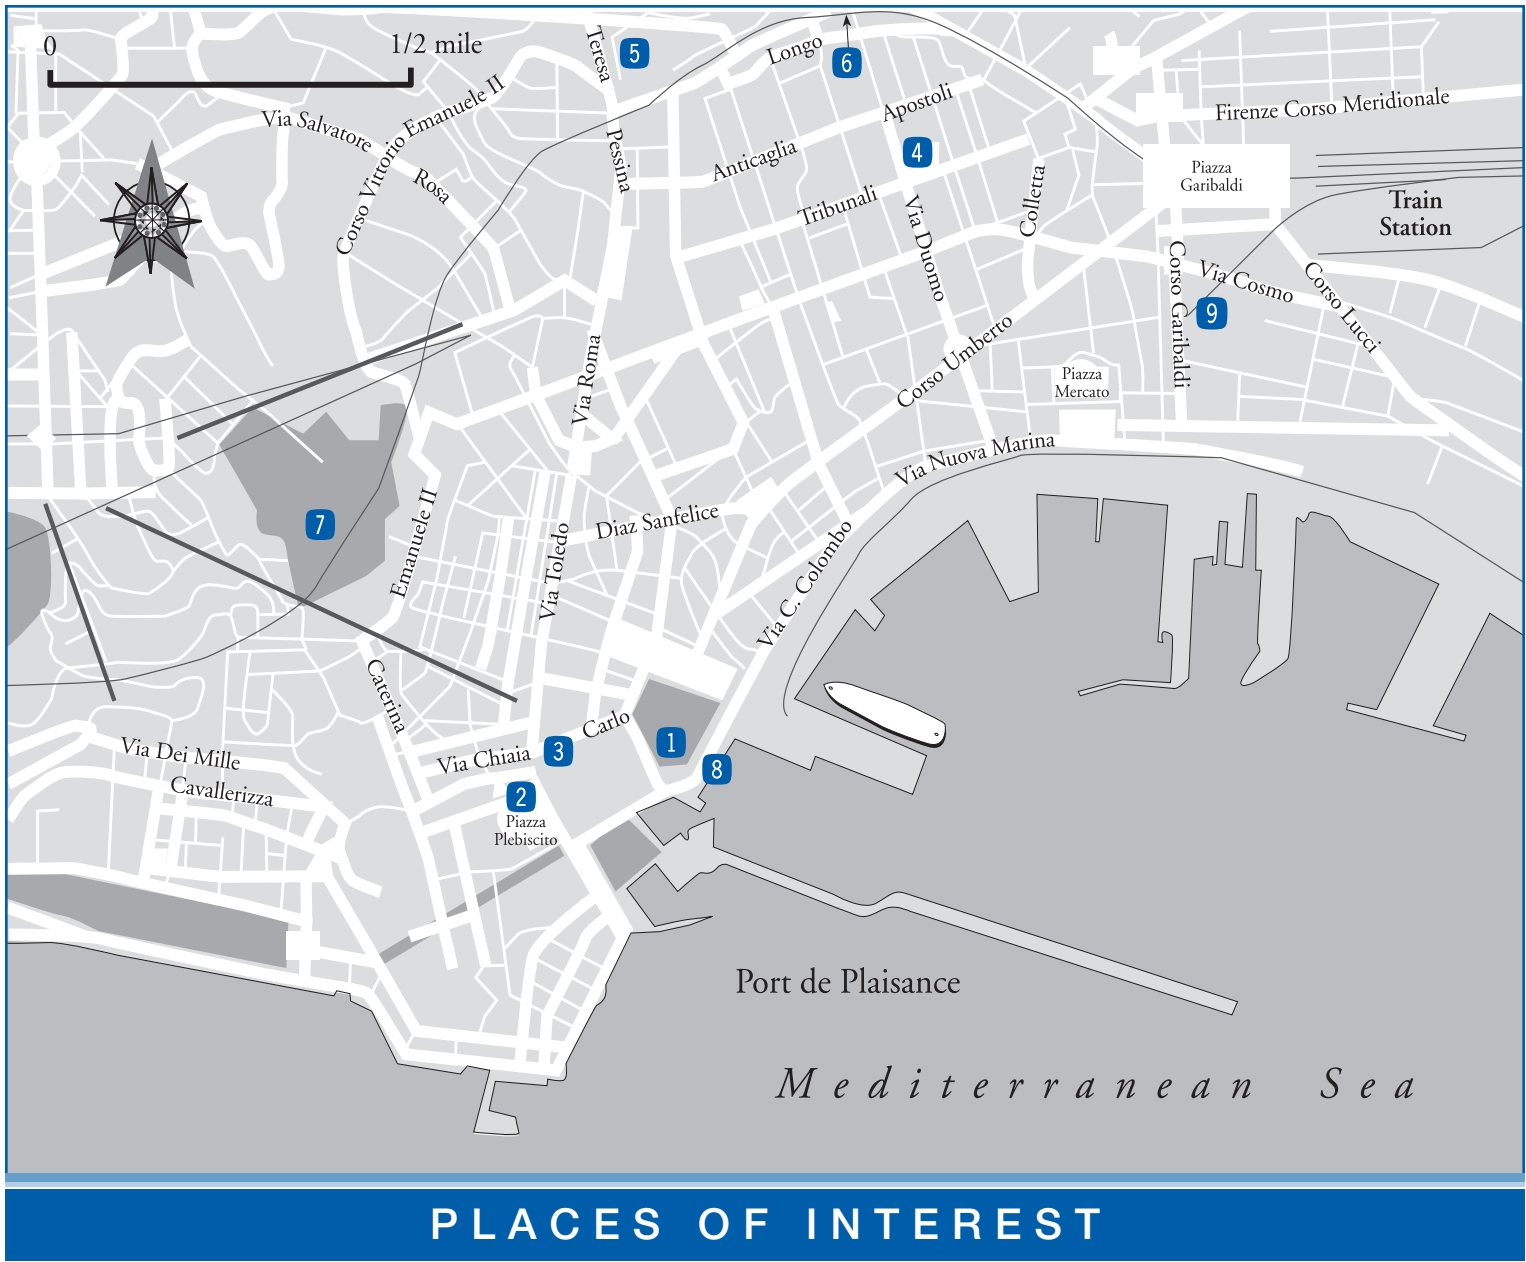 0
1/2 mile
Teresa
5
Longo
6
Via Salvatore
Rosa
Corso Vittorio Emanuele II
Pessina
Anticaglia
Apostoli
4
Tribunali
Via Duomo
Colletta
Firenze Corso Meridionale
Piazza
Garibaldi
Train
Station
Corso Garibaldi
Via Cosmo
9
Corso Lucci
Via Roma
Corso Umberto
Piazza
Mercato
Via Nuova Marina
7
Emanuele II
Diaz Sanfelice
Via Toledo
Via C. Colombo
Caterina
Via Dei Mille
Cavallerizza
Via Chiaia
3
Carlo
1
8
2
Piazza
Plebiscito
Port de Plaisance
Mediterranean Sea
PLACES OF INTEREST